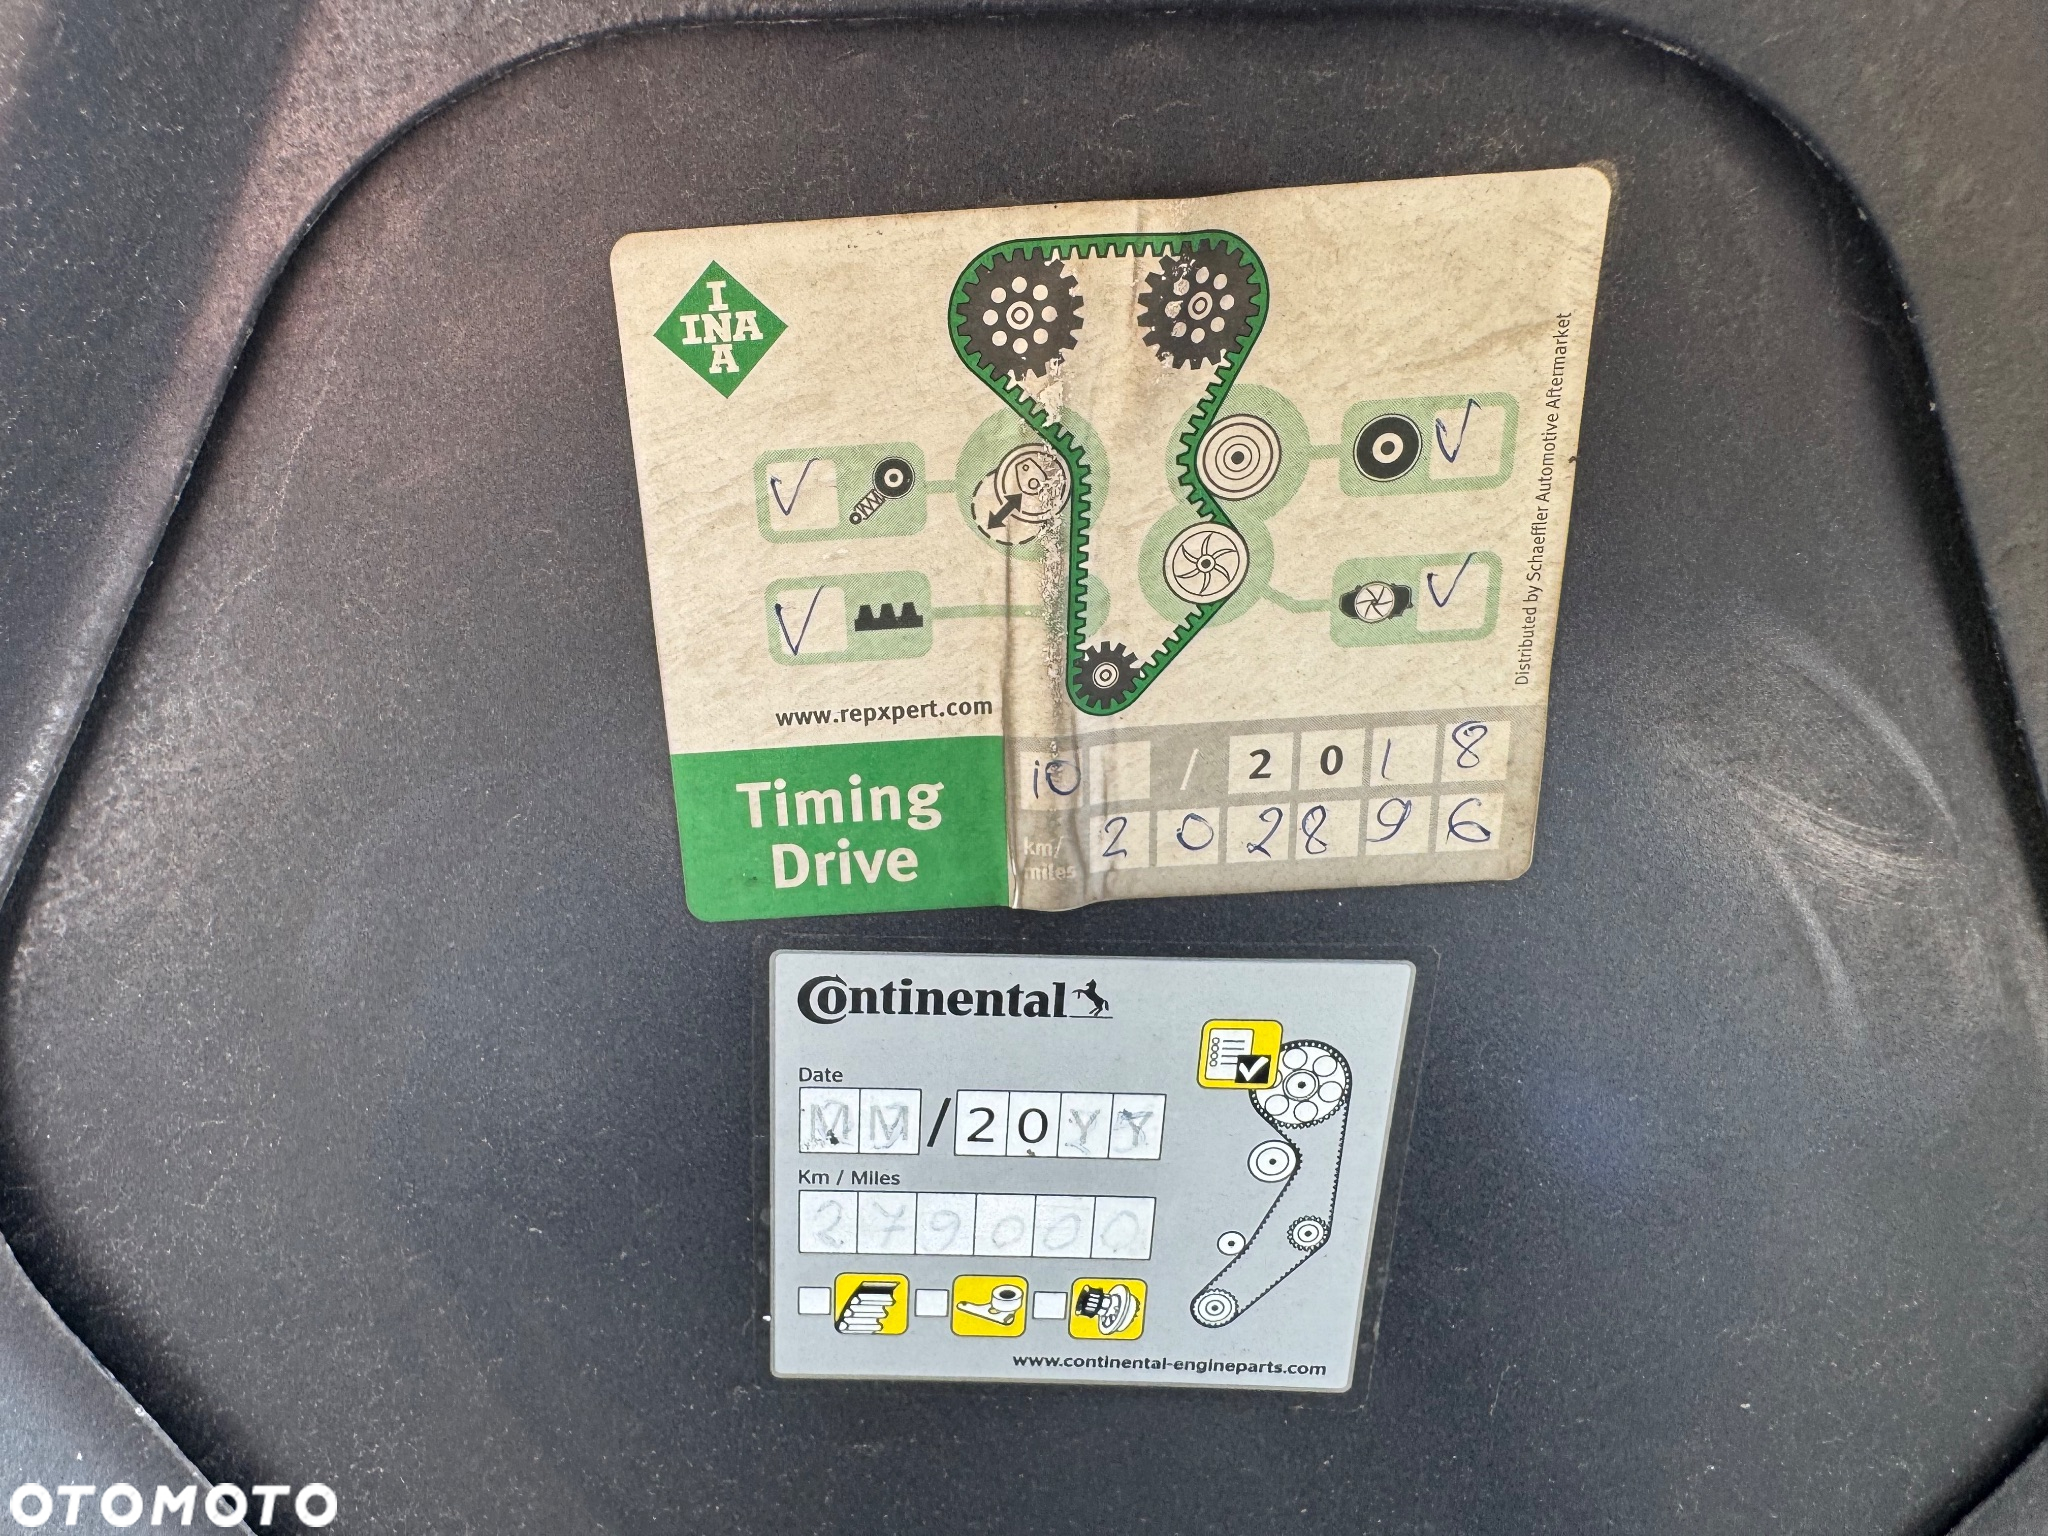 INA
INA
www.repxpert.com
Timing
Drive
10 / 2018
km/
miles
202896
Distributed by Schaeffler Automotive Aftermarket
Continental
Date
MM/20YY
Km / Miles
279000
www.continental-engineparts.com
OTOMOTO